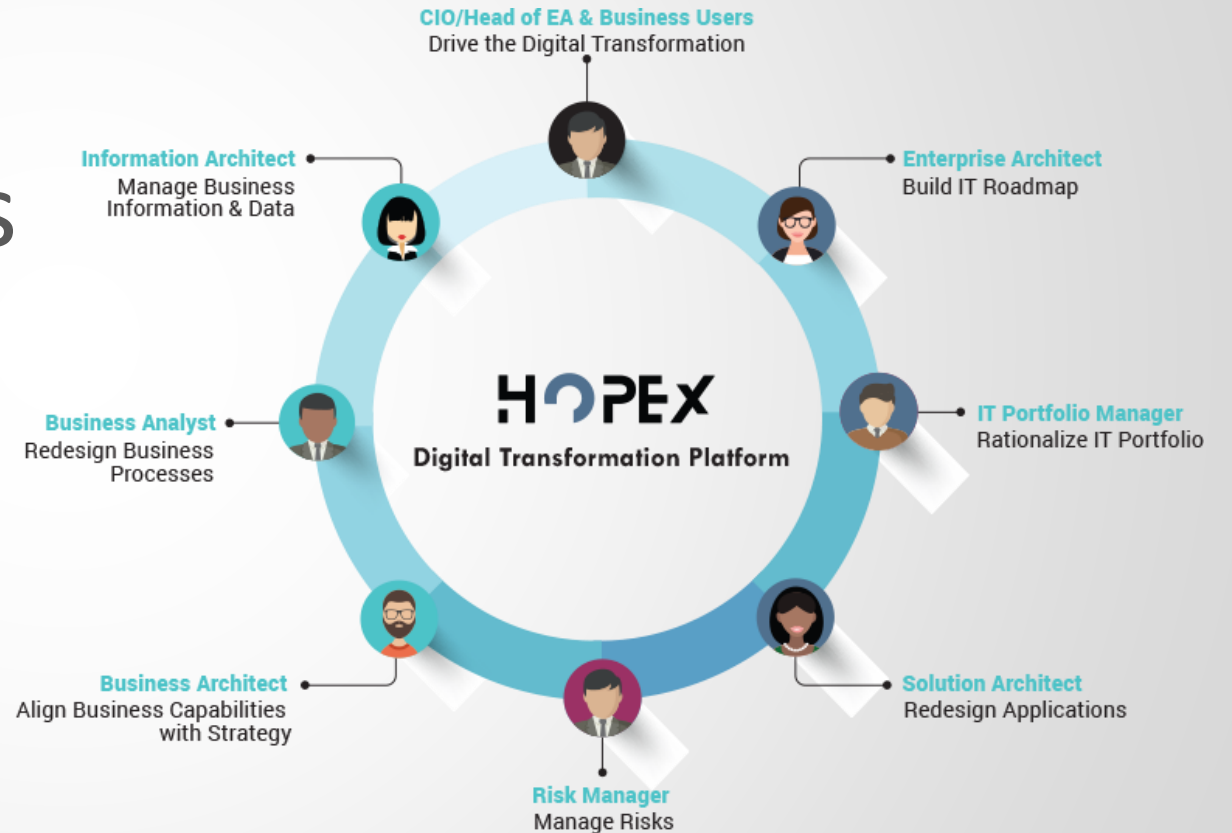 CIO/Head of EA & Business Users
Drive the Digital Transformation
Information Architect
Manage Business
Information & Data
Enterprise Architect
Build IT Roadmap
S
HOPEX
Digital Transformation Platform
Business Analyst
Redesign Business
Processes
IT Portfolio Manager
Rationalize IT Portfolio
Business Architect
Align Business Capabilities
with Strategy
Solution Architect
Redesign Applications
Risk Manager
Manage Risks